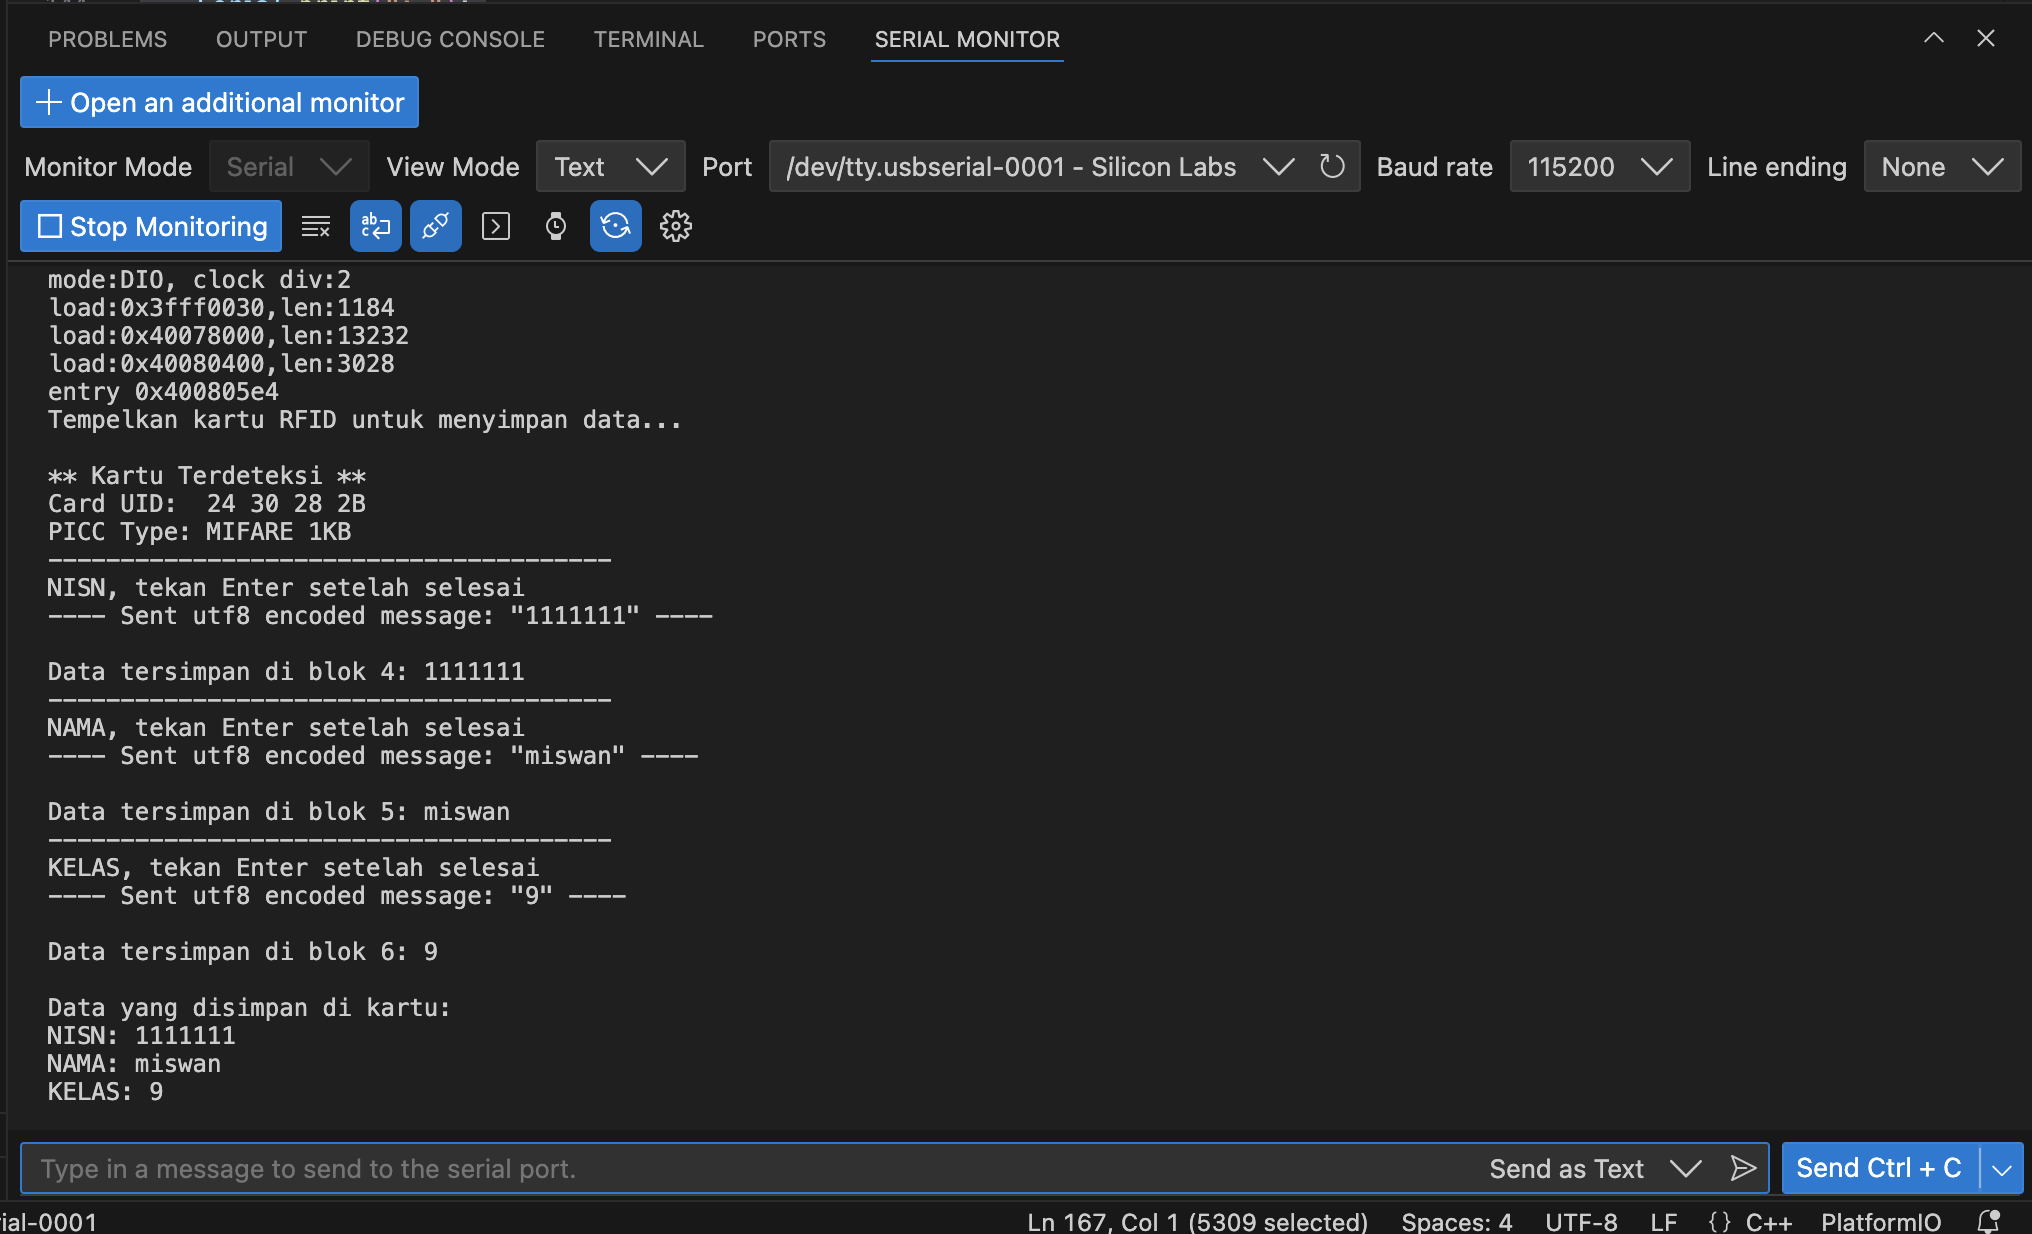 PROBLEMS OUTPUT DEBUG CONSOLE TERMINAL PORTS SERIAL MONITOR
Open an additional monitor
Monitor Mode Serial View Mode Text Port /dev/tty.usbserial-0001 - Silicon Labs Baud rate 115200 Line ending None
Stop Monitoring
mode:DIO, clock div:2
load:0x3fff0030,len:1184
load:0x40078000,len:13232
load:0x40080400,len:3028
entry 0x400805e4
Tempelkan kartu RFID untuk menyimpan data...
** Kartu Terdeteksi **
Card UID:  24 30 28 2B
PICC Type: MIFARE 1KB
---------------------------------------
NISN, tekan Enter setelah selesai
---- Sent utf8 encoded message: "1111111" ----
Data tersimpan di blok 4: 1111111
---------------------------------------
NAMA, tekan Enter setelah selesai
---- Sent utf8 encoded message: "miswan" ----
Data tersimpan di blok 5: miswan
---------------------------------------
KELAS, tekan Enter setelah selesai
---- Sent utf8 encoded message: "9" ----
Data tersimpan di blok 6: 9
Data yang disimpan di kartu:
NISN: 1111111
NAMA: miswan
KELAS: 9
Type in a message to send to the serial port. Send as Text Send Ctrl + C
ial-0001 Ln 167, Col 1 (5309 selected) Spaces: 4 UTF-8 LF {} C++ PlatformIO